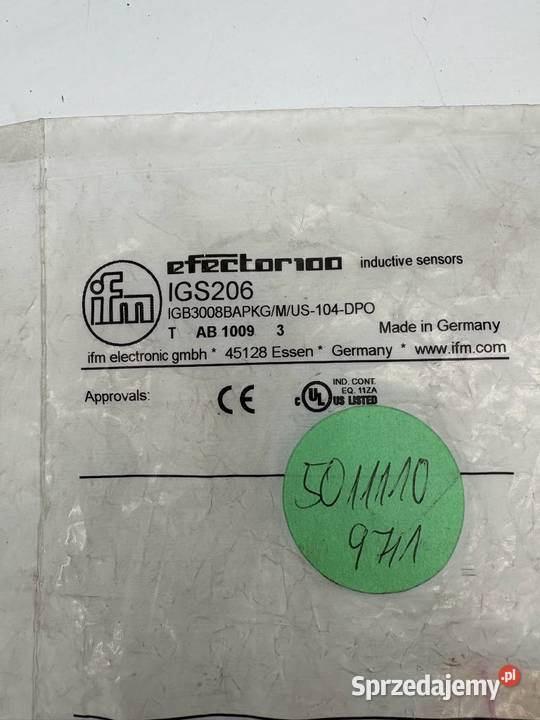 efector100 inductive sensors
ifm
IGS206
IGB3008BAPKG/M/US-104-DPO
T AB 1009 3 Made in Germany
ifm electronic gmbh * 45128 Essen * Germany * www.ifm.com
Approvals: CE c UL US LISTED
IND. CONT.
EQ. 11ZA
5011110
9711
Sprzedajemy.pl